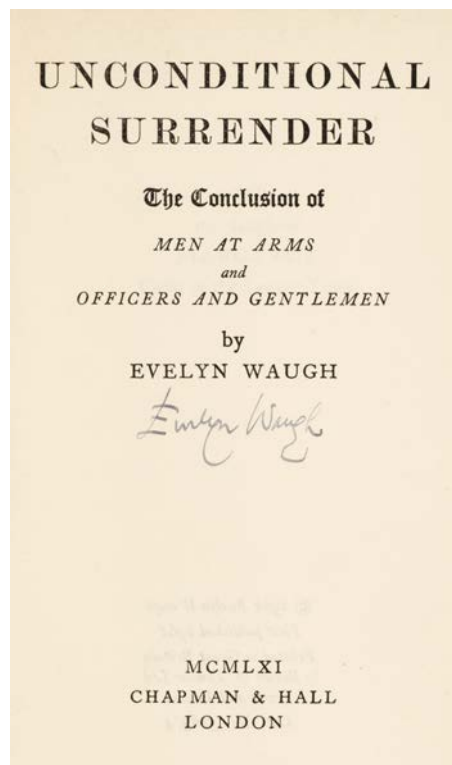 UNCONDITIONAL
SURRENDER
The Conclusion of
MEN AT ARMS
and
OFFICERS AND GENTLEMEN
by
EVELYN WAUGH
Evelyn Waugh
MCMLXI
CHAPMAN & HALL
LONDON